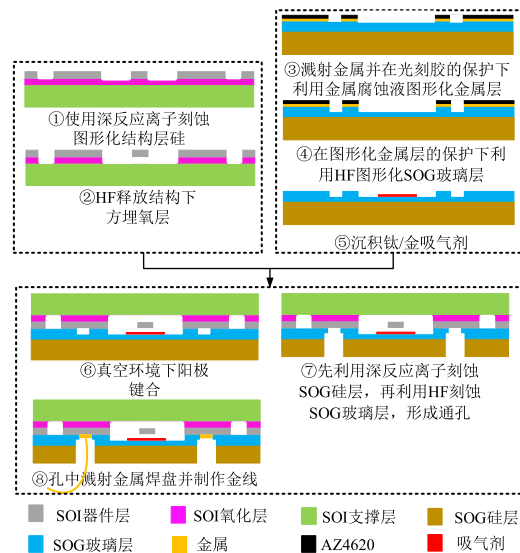 ①使用深反应离子刻蚀
图形化结构层硅
②HF释放结构下
方埋氧层
③溅射金属并在光刻胶的保护下
利用金属腐蚀液图形化金属层
④在图形化金属层的保护下利
用HF图形化SOG玻璃层
⑤沉积钛/金吸气剂
⑥真空环境下阳极
键合
⑦先利用深反应离子刻蚀
SOG硅层，再利用HF刻蚀
SOG玻璃层，形成通孔
⑧孔中溅射金属焊盘并制作金线
SOI器件层 SOI氧化层 SOI支撑层 SOG硅层
SOG玻璃层 金属 AZ4620 吸气剂